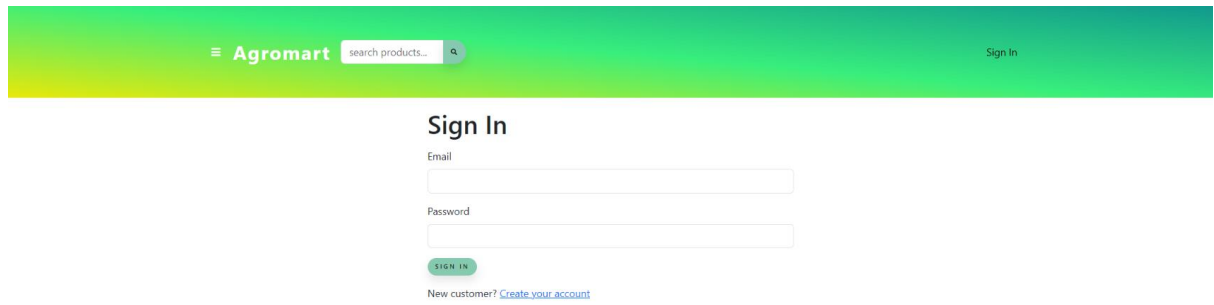 Agromart search products... Sign In
Sign In
Email
Password
SIGN IN
New customer? Create your account